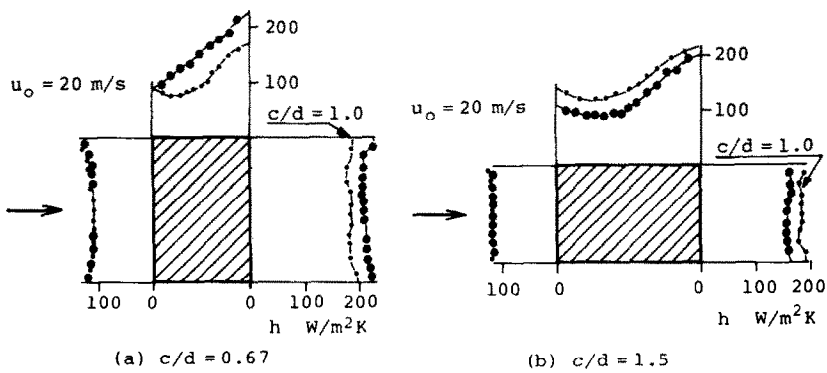 200
100
u₀ = 20 m/s
c/d=1.0
100 0 0 100 200
h W/m²K
(a) c/d = 0.67
200
100
u₀ = 20 m/s
c/d=1.0
100 0 0 100 200
h W/m²K
(b) c/d = 1.5